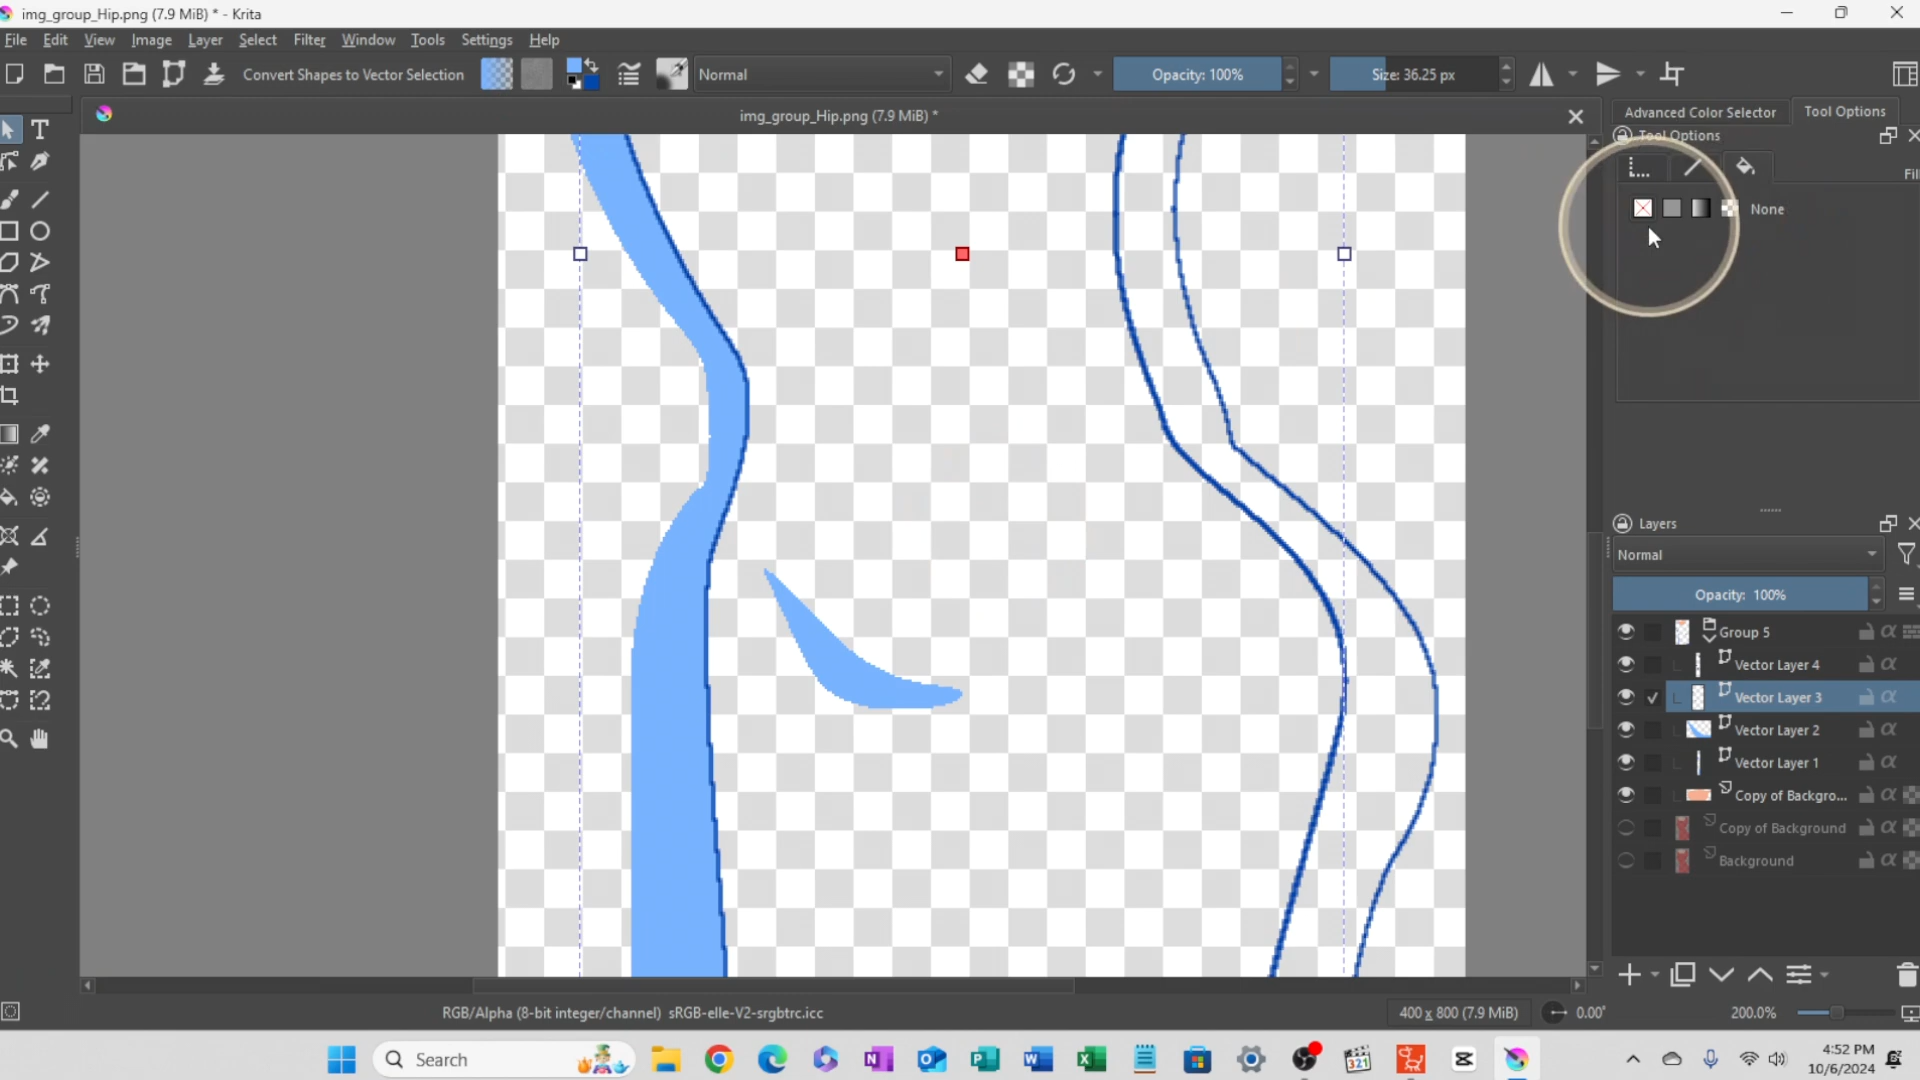 img_group_Hip.png (7.9 MiB) * - Krita
File Edit View Image Layer Select Filter Window Tools Settings Help
Convert Shapes to Vector Selection Normal Opacity: 100% Size: 36.25 px
img_group_Hip.png (7.9 MiB) *
Advanced Color Selector Tool Options
Tool Options
Fill
None
Layers
Normal
Opacity: 100%
Group 5
Vector Layer 4
Vector Layer 3
Vector Layer 2
Vector Layer 1
Copy of Backgro...
Copy of Background
Background
RGB/Alpha (8-bit integer/channel) sRGB-elle-V2-srgbtrc.icc 400 x 800 (7.9 MiB) 0.00° 200.0%
Search
321
4:52 PM
10/6/2024